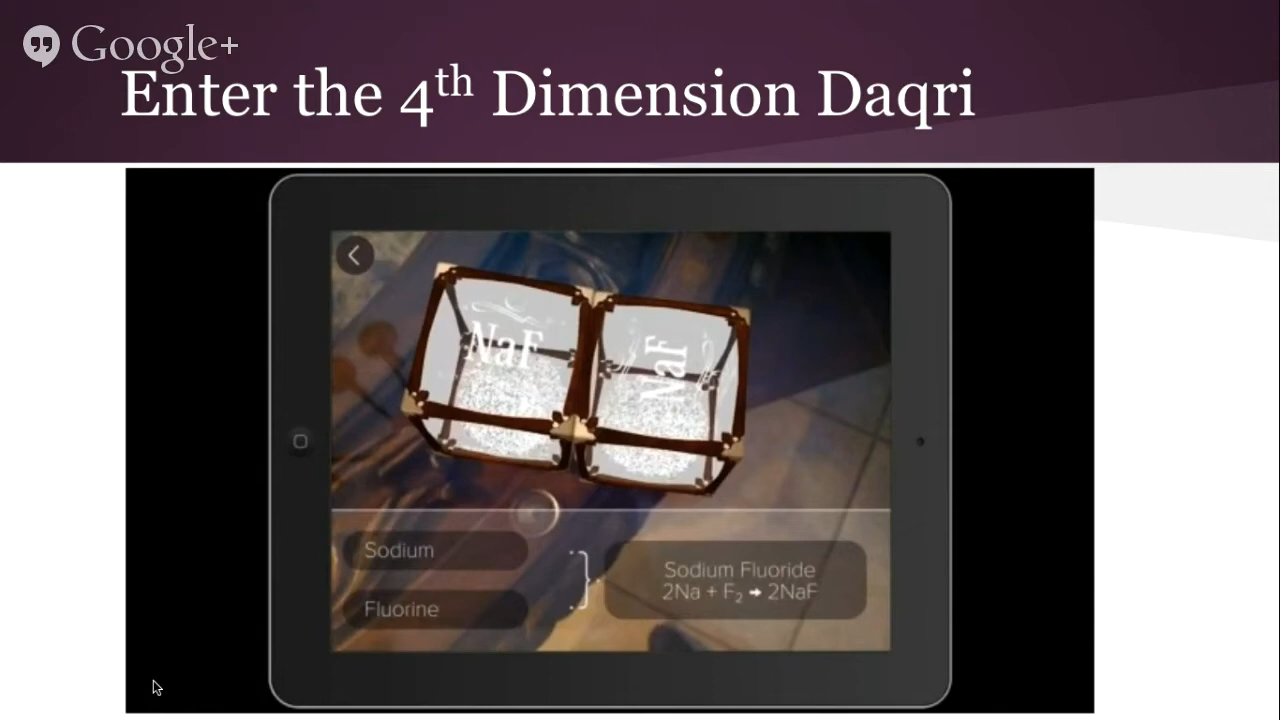 Google+
Enter the 4th Dimension Daqri
NaF
NaF
Sodium
Fluorine
Sodium Fluoride
2Na + F₂ → 2NaF